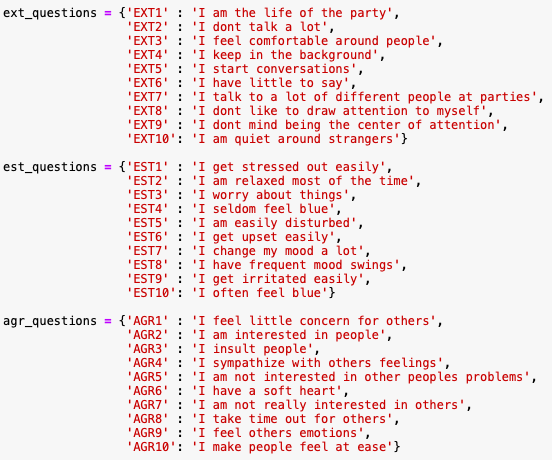 ext_questions = {'EXT1' : 'I am the life of the party',
'EXT2' : 'I dont talk a lot',
'EXT3' : 'I feel comfortable around people',
'EXT4' : 'I keep in the background',
'EXT5' : 'I start conversations',
'EXT6' : 'I have little to say',
'EXT7' : 'I talk to a lot of different people at parties',
'EXT8' : 'I dont like to draw attention to myself',
'EXT9' : 'I dont mind being the center of attention',
'EXT10': 'I am quiet around strangers'}
est_questions = {'EST1' : 'I get stressed out easily',
'EST2' : 'I am relaxed most of the time',
'EST3' : 'I worry about things',
'EST4' : 'I seldom feel blue',
'EST5' : 'I am easily disturbed',
'EST6' : 'I get upset easily',
'EST7' : 'I change my mood a lot',
'EST8' : 'I have frequent mood swings',
'EST9' : 'I get irritated easily',
'EST10': 'I often feel blue'}
agr_questions = {'AGR1' : 'I feel little concern for others',
'AGR2' : 'I am interested in people',
'AGR3' : 'I insult people',
'AGR4' : 'I sympathize with others feelings',
'AGR5' : 'I am not interested in other peoples problems',
'AGR6' : 'I have a soft heart',
'AGR7' : 'I am not really interested in others',
'AGR8' : 'I take time out for others',
'AGR9' : 'I feel others emotions',
'AGR10': 'I make people feel at ease'}